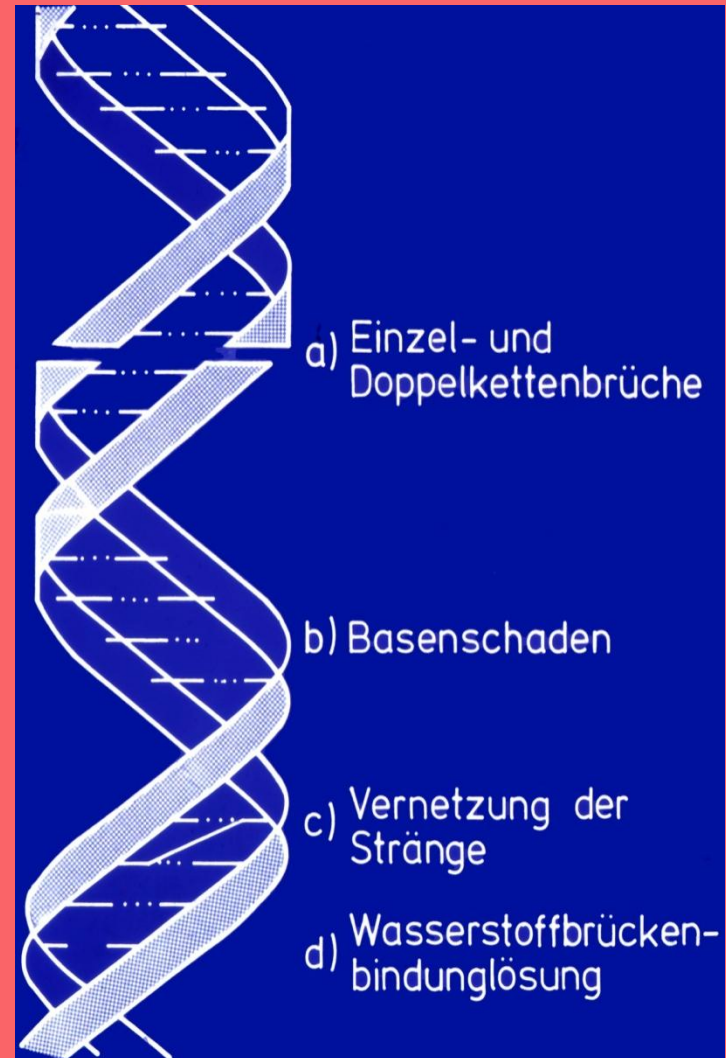 a) Einzel- und
Doppelkettenbrüche
b) Basenschaden
c) Vernetzung der
Stränge
d) Wasserstoffbrücken-
bindunglösung